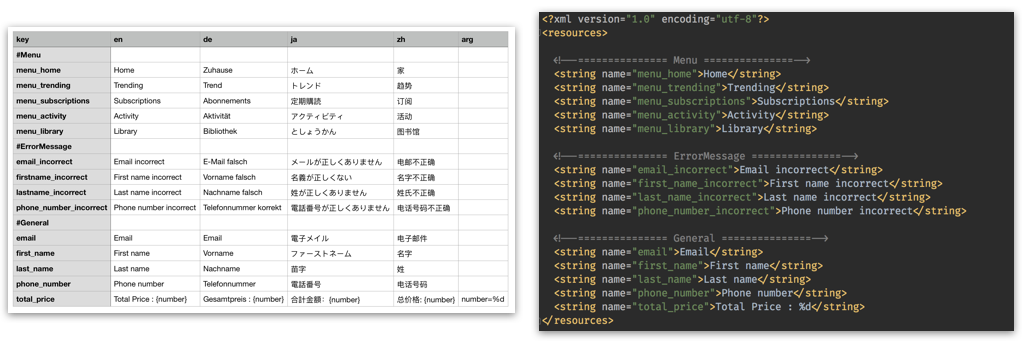 key en de ja zh arg
#Menu
menu_home Home Zuhause ホーム 家
menu_trending Trending Trend トレンド 趋势
menu_subscriptions Subscriptions Abonnements 定期購読 订阅
menu_activity Activity Aktivität アクティビティ 活动
menu_library Library Bibliothek としょうかん 图书馆
#ErrorMessage
email_incorrect Email incorrect E-Mail falsch メールが正しくありません 电邮不正确
firstname_incorrect First name incorrect Vorname falsch 名義が正しくない 名字不正确
lastname_incorrect Last name incorrect Nachname falsch 姓が正しくありません 姓氏不正确
phone_number_incorrect Phone number incorrect Telefonnummer korrekt 電話番号が正しくありません 电话号码不正确
#General
email Email Email 電子メイル 电子邮件
first_name First name Vorname ファーストネーム 名字
last_name Last name Nachname 苗字 姓
phone_number Phone number Telefonnummer 電話番号 电话号码
total_price Total Price : {number} Gesamtpreis : {number} 合計金額: {number} 总价格: {number} number=%d
<?xml version="1.0" encoding="utf-8"?>
<resources>
<!--=============== Menu ===============-->
<string name="menu_home">Home</string>
<string name="menu_trending">Trending</string>
<string name="menu_subscriptions">Subscriptions</string>
<string name="menu_activity">Activity</string>
<string name="menu_library">Library</string>
<!--=============== ErrorMessage ===============-->
<string name="email_incorrect">Email incorrect</string>
<string name="first_name_incorrect">First name incorrect</string>
<string name="last_name_incorrect">Last name incorrect</string>
<string name="phone_number_incorrect">Phone number incorrect</string>
<!--=============== General ===============-->
<string name="email">Email</string>
<string name="first_name">First name</string>
<string name="last_name">Last name</string>
<string name="phone_number">Phone number</string>
<string name="total_price">Total Price : %d</string>
</resources>